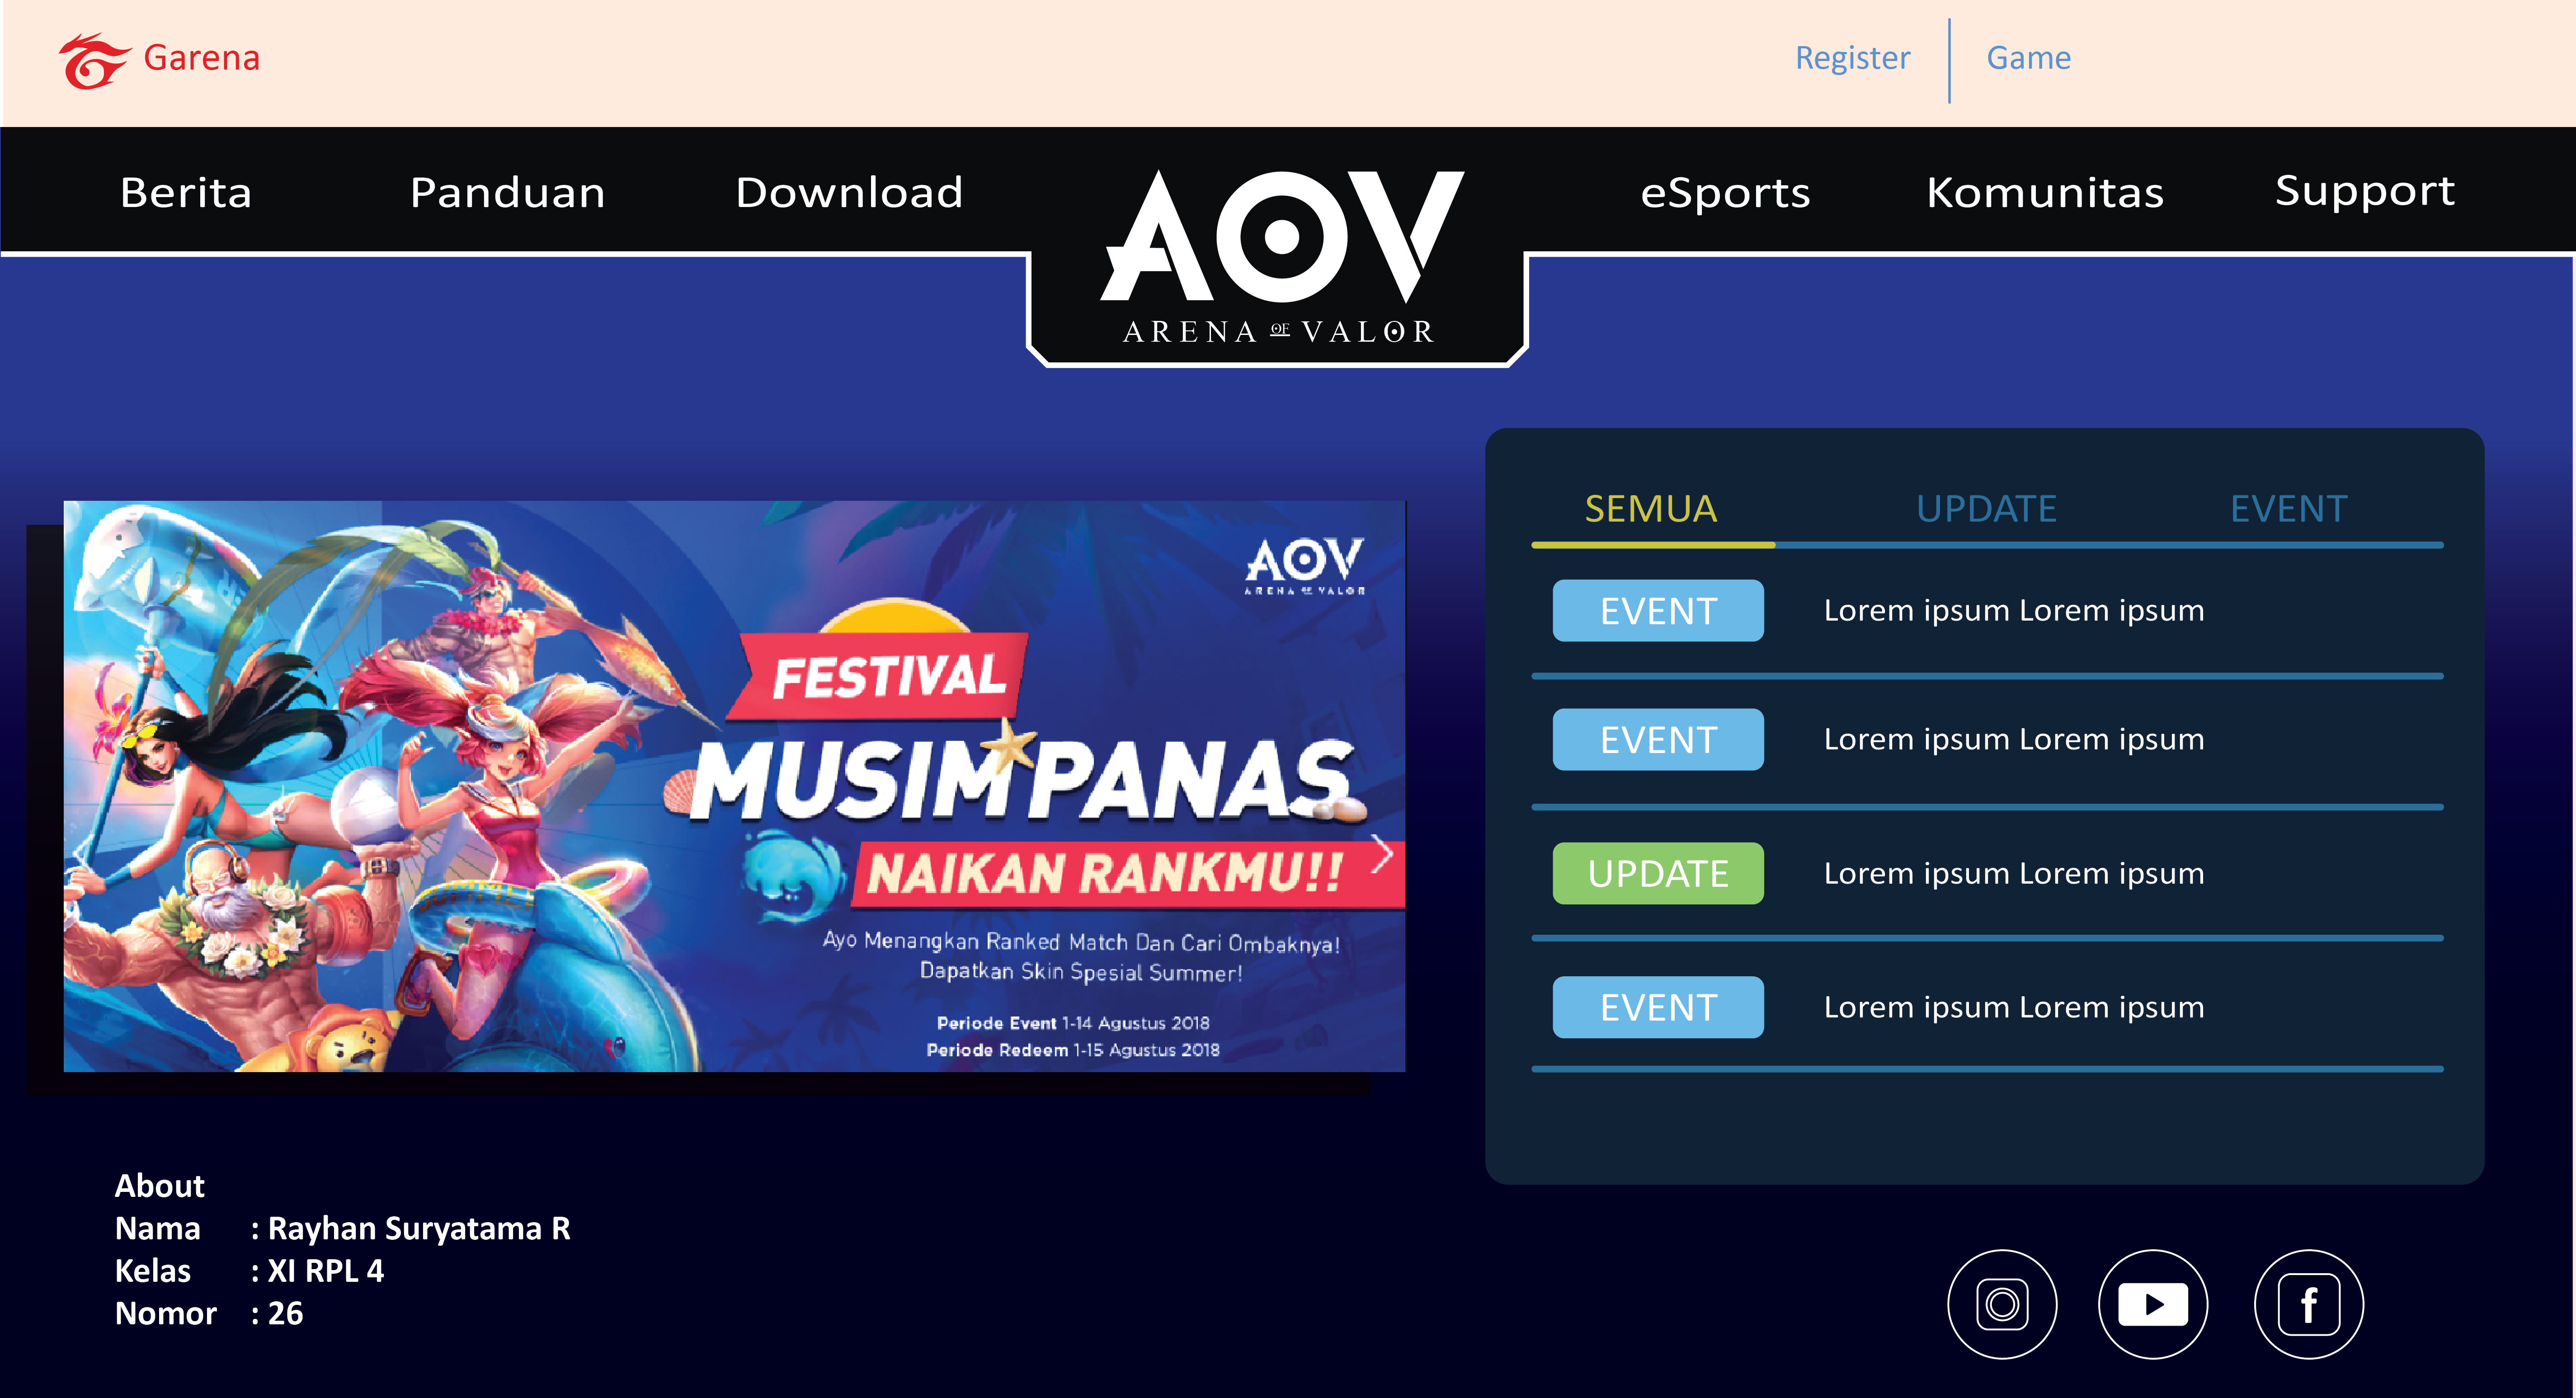 Garena
Register
Game
Berita
Panduan
Download
AOV
ARENA OF VALOR
eSports
Komunitas
Support
AOV
ARENA OF VALOR
FESTIVAL
MUSIM PANAS
NAIKAN RANKMU!!
Ayo Menangkan Ranked Match Dan Cari Ombaknya!
Dapatkan Skin Spesial Summer!
Periode Event 1-14 Agustus 2018
Periode Redeem 1-15 Agustus 2018
SEMUA
UPDATE
EVENT
EVENT Lorem ipsum Lorem ipsum
EVENT Lorem ipsum Lorem ipsum
UPDATE Lorem ipsum Lorem ipsum
EVENT Lorem ipsum Lorem ipsum
About
Nama : Rayhan Suryatama R
Kelas : XI RPL 4
Nomor : 26